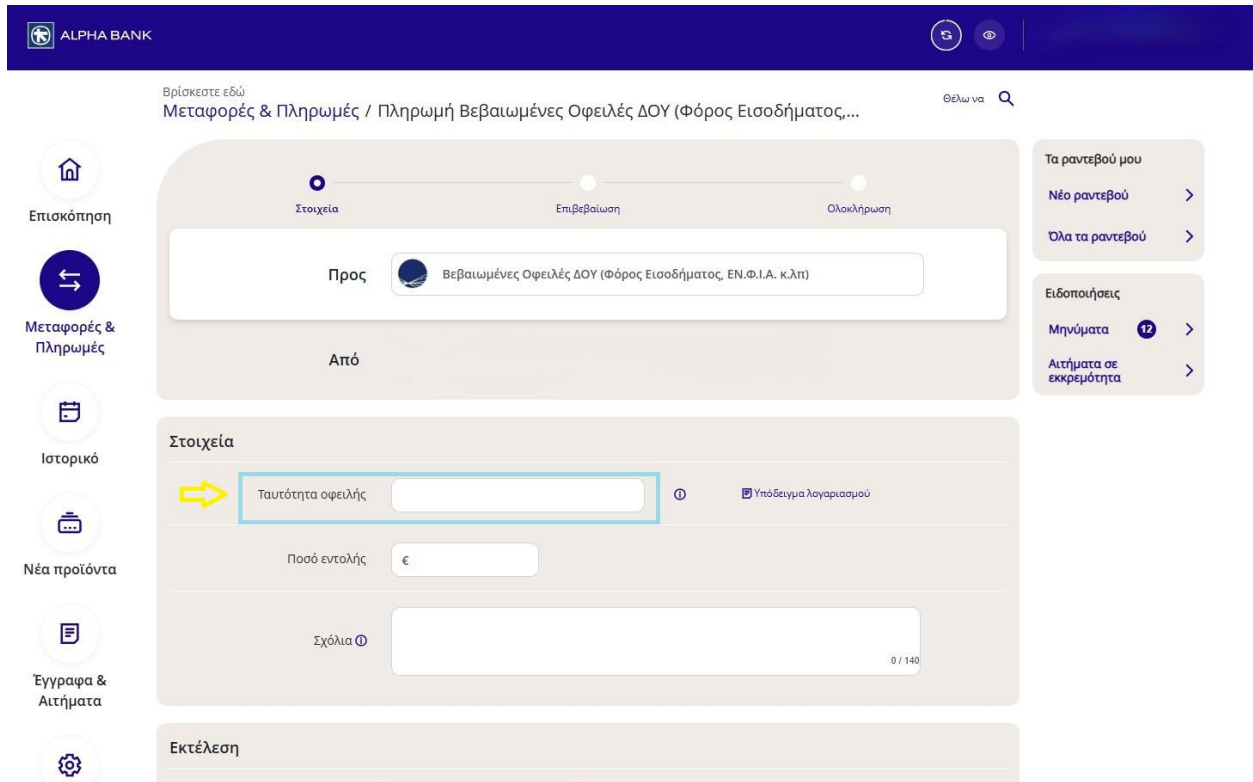 ALPHA BANK
Βρίσκεστε εδώ
Μεταφορές & Πληρωμές / Πληρωμή Βεβαιωμένες Οφειλές ΔΟΥ (Φόρος Εισοδήματος,...
Θέλω να
Επισκόπηση
Μεταφορές &
Πληρωμές
Ιστορικό
Νέα προϊόντα
Έγγραφα &
Αιτήματα
Στοιχεία
Επιβεβαίωση
Ολοκλήρωση
Προς
Βεβαιωμένες Οφειλές ΔΟΥ (Φόρος Εισοδήματος, ΕΝ.Φ.Ι.Α. κ.λπ)
Από
Στοιχεία
Ταυτότητα οφειλής
Υπόδειγμα λογαριασμού
Ποσό εντολής
€
Σχόλια
0 / 140
Εκτέλεση
Τα ραντεβού μου
Νέο ραντεβού
Όλα τα ραντεβού
Ειδοποιήσεις
Μηνύματα 12
Αιτήματα σε
εκκρεμότητα